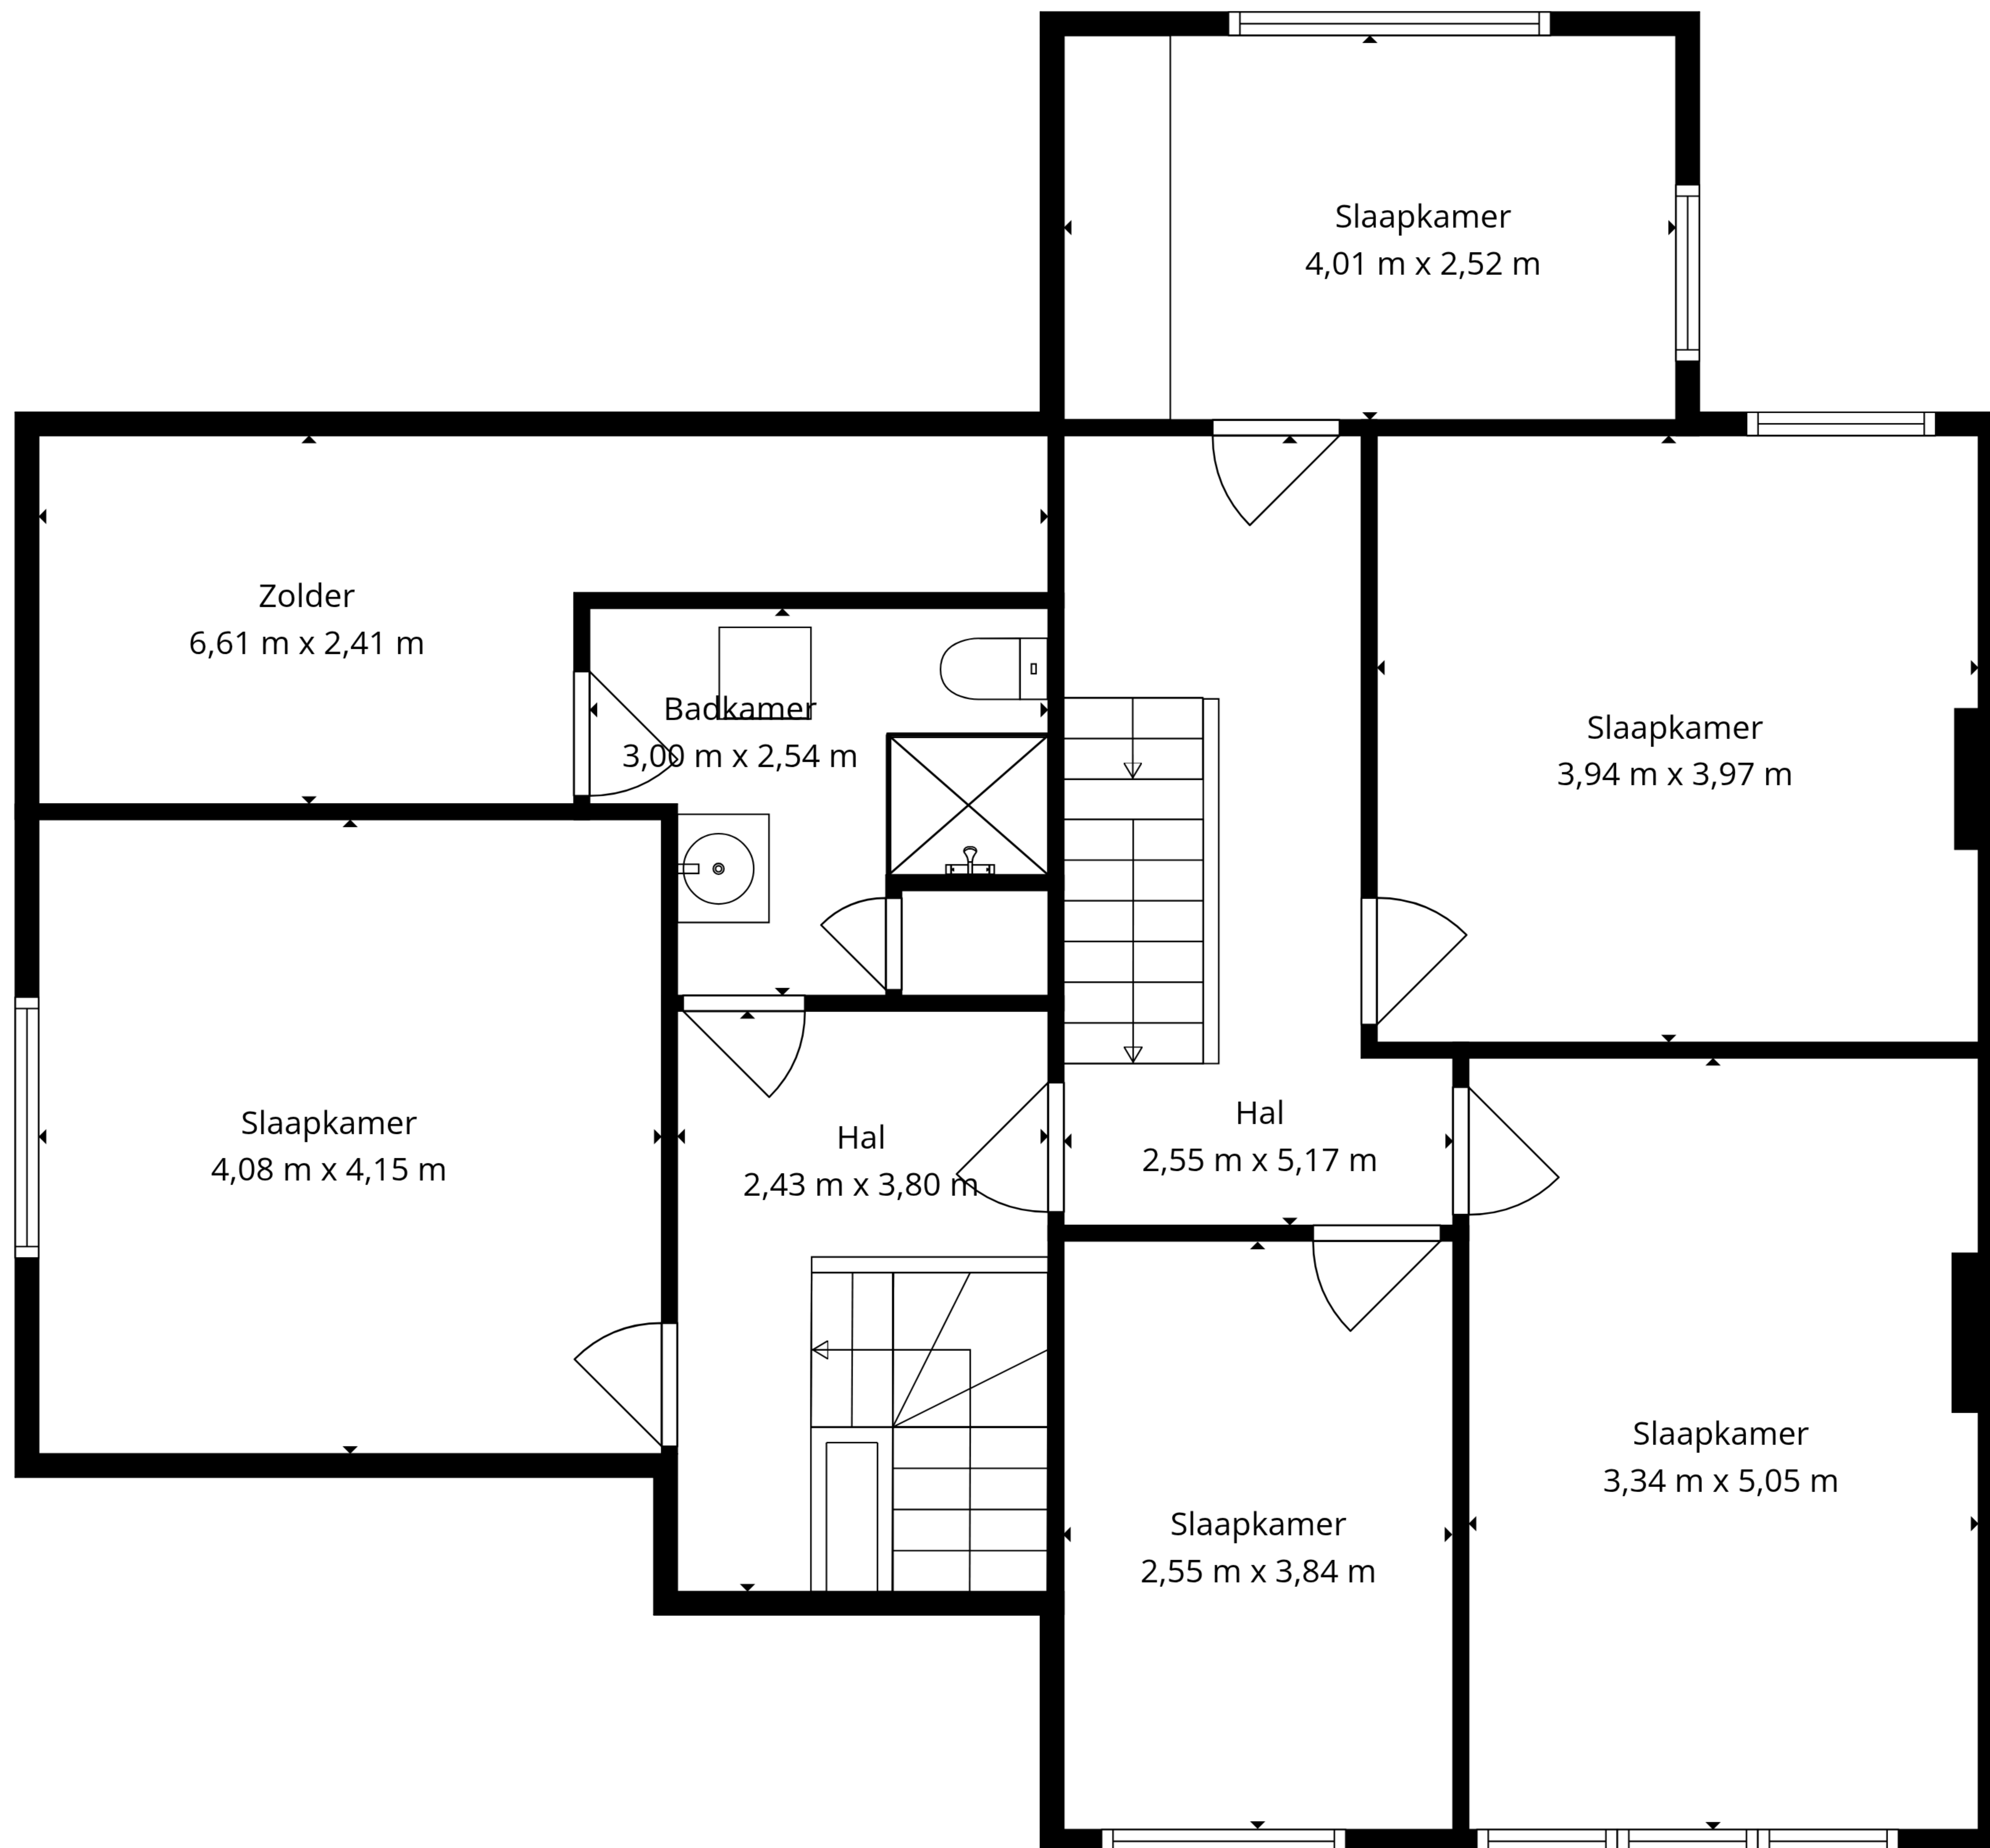 Slaapkamer
4,01 m x 2,52 m
Zolder
6,61 m x 2,41 m
Badkamer
3,00 m x 2,54 m
Slaapkamer
3,94 m x 3,97 m
Slaapkamer
4,08 m x 4,15 m
Hal
2,43 m x 3,80 m
Hal
2,55 m x 5,17 m
Slaapkamer
3,34 m x 5,05 m
Slaapkamer
2,55 m x 3,84 m